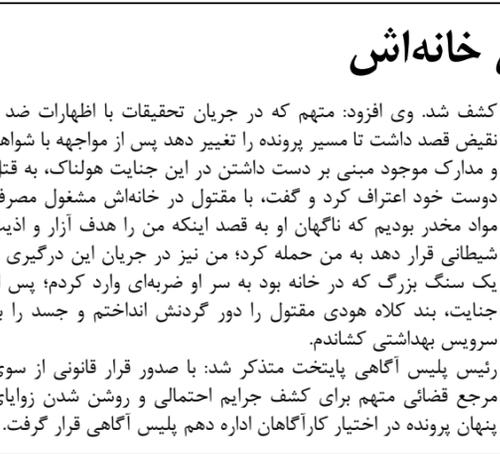 خانه‌اش
کشف شد. وی افزود: متهم که در جریان تحقیقات با اظهارات ضد
نقیض قصد داشت تا مسیر پرونده را تغییر دهد پس از مواجهه با
و مدارک موجود مبنی بر دست داشتن در این جنایت هولناک، به
دوست خود اعتراف کرد و گفت، با مقتول در خانه‌اش مشغول
مواد مخدر بودیم که ناگهان او به قصد اینکه من را هدف آزار و
شیطانی قرار دهد به من حمله کرد؛ من نیز در جریان این درگیری
یک سنگ بزرگ که در خانه بود به سر او ضربه‌ای وارد کردم؛ پس
جنایت، بند کلاه هودی مقتول را دور گردنش انداختم و جسد را
سرویس بهداشتی کشاندم.
رئیس پلیس آگاهی پایتخت متذکر شد: با صدور قرار قانونی از
مرجع قضائی متهم برای کشف جرایم احتمالی و روشن شدن
پنهان پرونده در اختیار کارآگاهان اداره دهم پلیس آگاهی قرار گرفت.